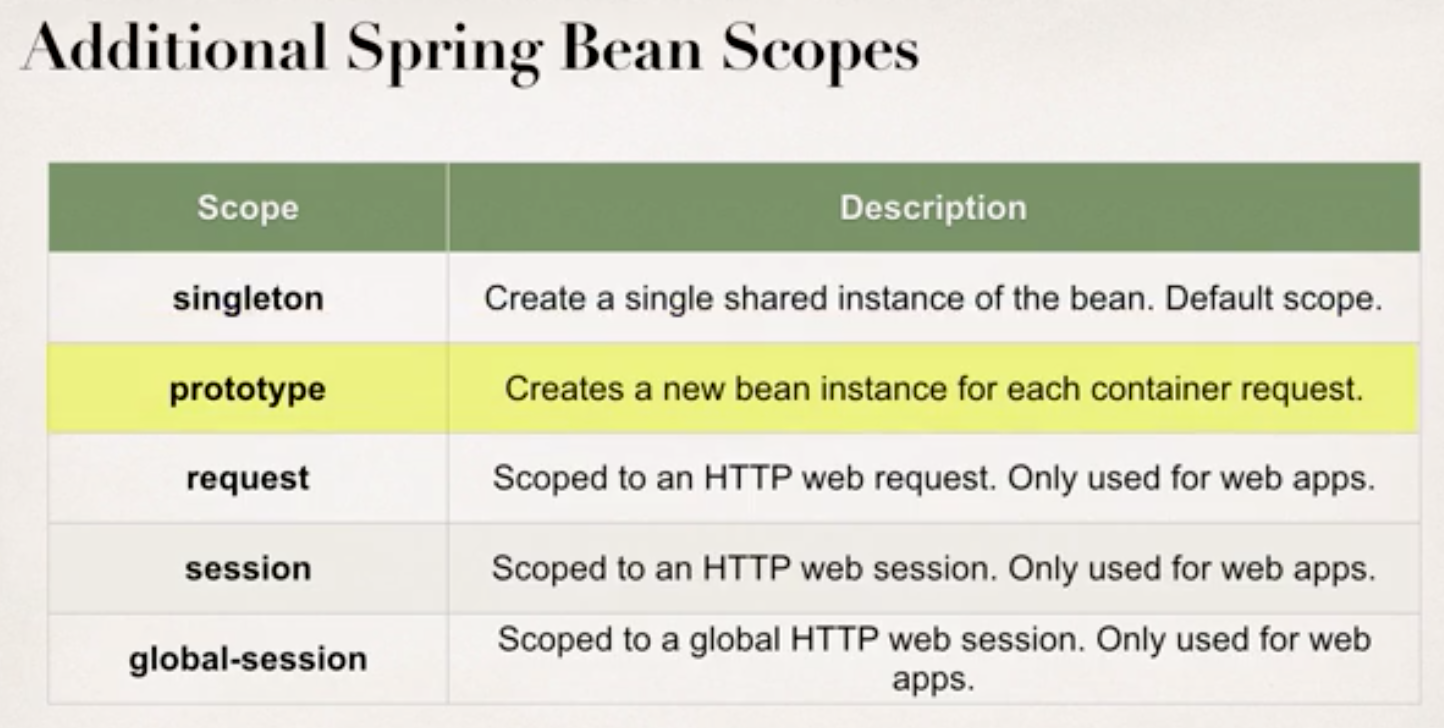 Additional Spring Bean Scopes
Scope Description
singleton Create a single shared instance of the bean. Default scope.
prototype Creates a new bean instance for each container request.
request Scoped to an HTTP web request. Only used for web apps.
session Scoped to an HTTP web session. Only used for web apps.
global-session Scoped to a global HTTP web session. Only used for web
apps.